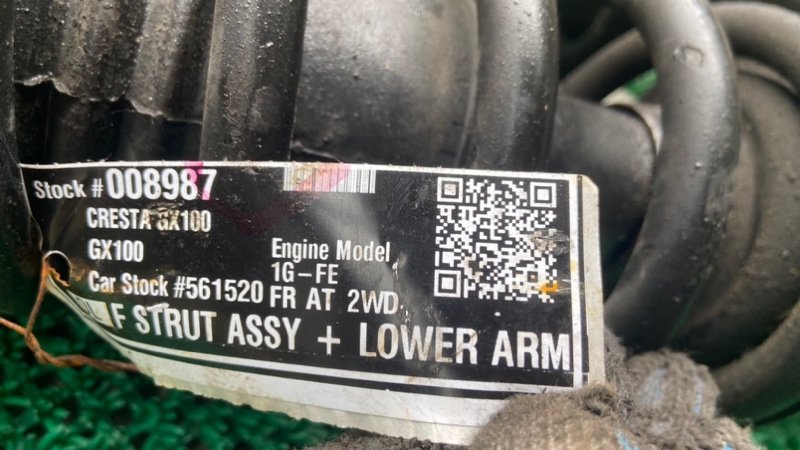 Stock # 008987
CRESTA GX100
GX100
Engine Model
1G-FE
Car Stock #561520 FR AT 2WD
F STRUT ASSY + LOWER ARM